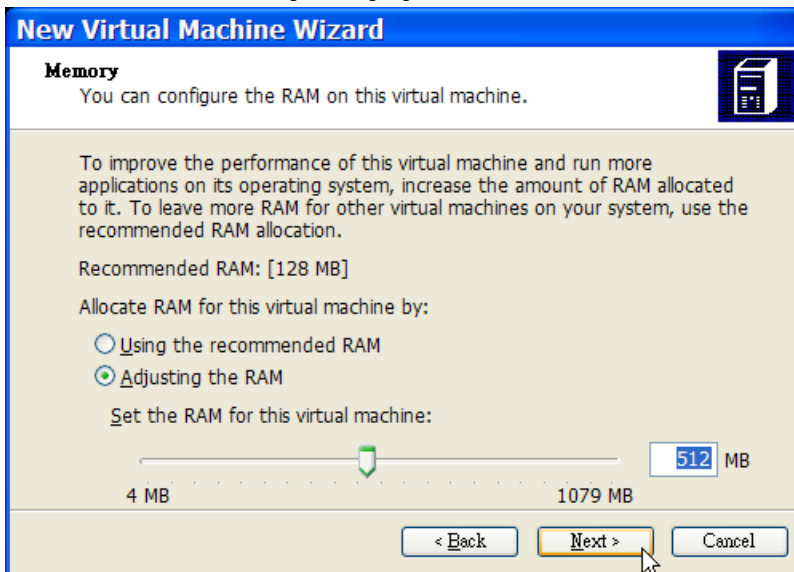 New Virtual Machine Wizard
Memory
You can configure the RAM on this virtual machine.
To improve the performance of this virtual machine and run more
applications on its operating system, increase the amount of RAM allocated
to it. To leave more RAM for other virtual machines on your system, use the
recommended RAM allocation.
Recommended RAM: [128 MB]
Allocate RAM for this virtual machine by:
Using the recommended RAM
Adjusting the RAM
Set the RAM for this virtual machine:
512 MB
4 MB 1079 MB
< Back Next > Cancel